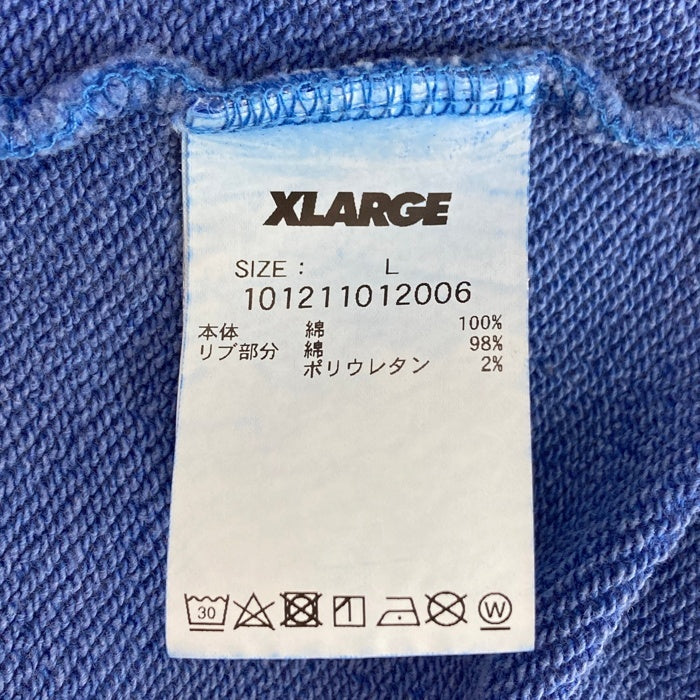 XLARGE
SIZE : L
101211012006
本体 綿 100%
リブ部分 綿 98%
ポリウレタン 2%
30
W